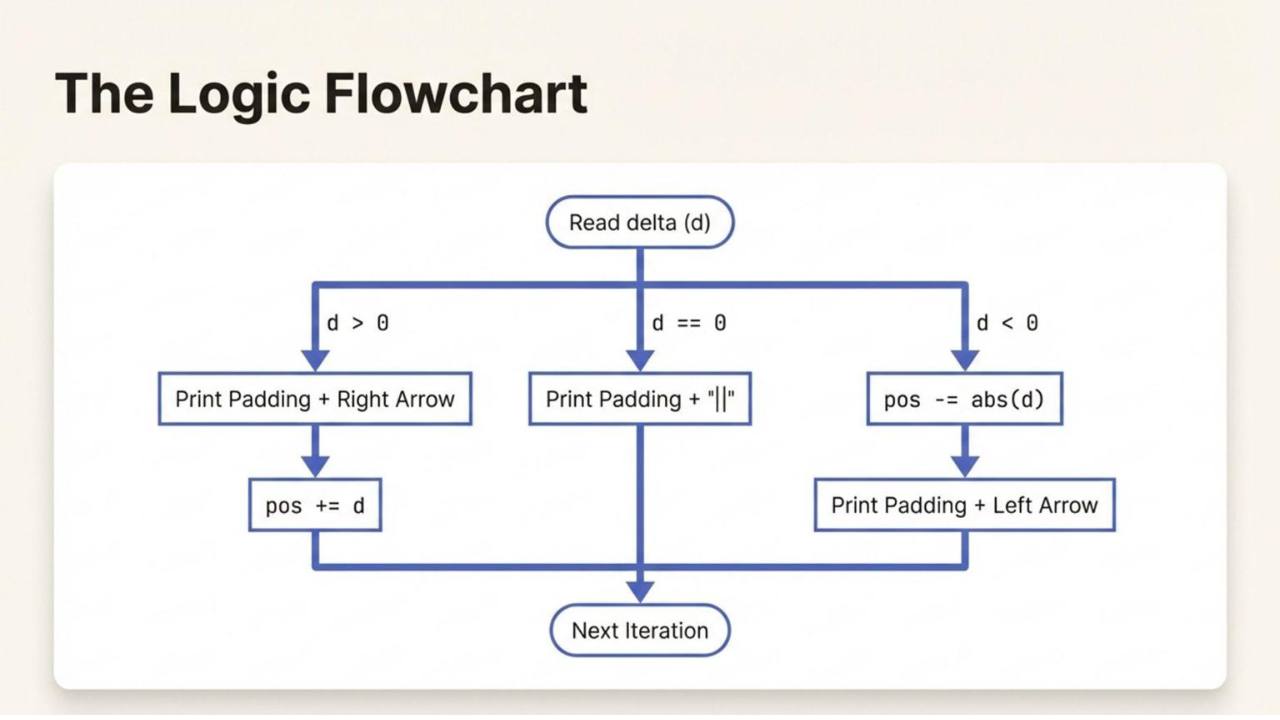 The Logic Flowchart
Read delta (d)
d > 0
d == 0
d < 0
Print Padding + Right Arrow
Print Padding + "||"
pos -= abs(d)
pos += d
Print Padding + Left Arrow
Next Iteration